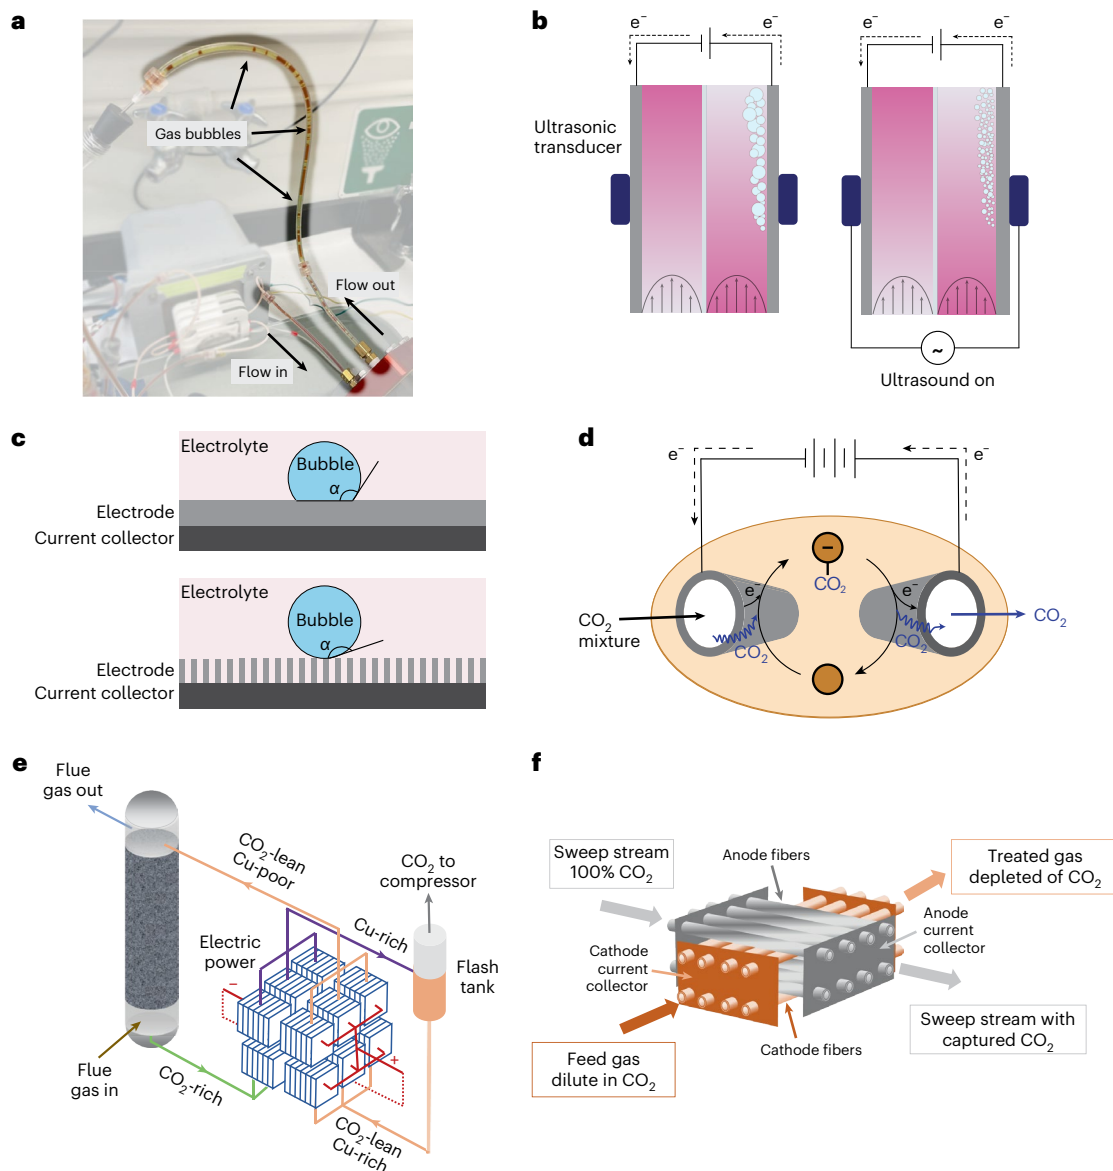 a
Gas bubbles
Flow out
Flow in
b
e⁻
e⁻
e⁻
e⁻
Ultrasonic
transducer
~
Ultrasound on
c
Electrolyte
Bubble
α
Electrode
Current collector
Electrolyte
Bubble
α
Electrode
Current collector
d
e⁻
e⁻
−
CO₂
e⁻
e⁻
CO₂
mixture
CO₂
CO₂
CO₂
e
Flue
gas out
CO₂-lean
Cu-poor
CO₂ to
compressor
Cu-rich
Electric
power
Flash
tank
−
+
Flue
gas in
CO₂-rich
CO₂-lean
Cu-rich
f
Sweep stream
100% CO₂
Anode fibers
Treated gas
depleted of CO₂
Anode
current
collector
Cathode
current
collector
Sweep stream with
captured CO₂
Cathode fibers
Feed gas
dilute in CO₂